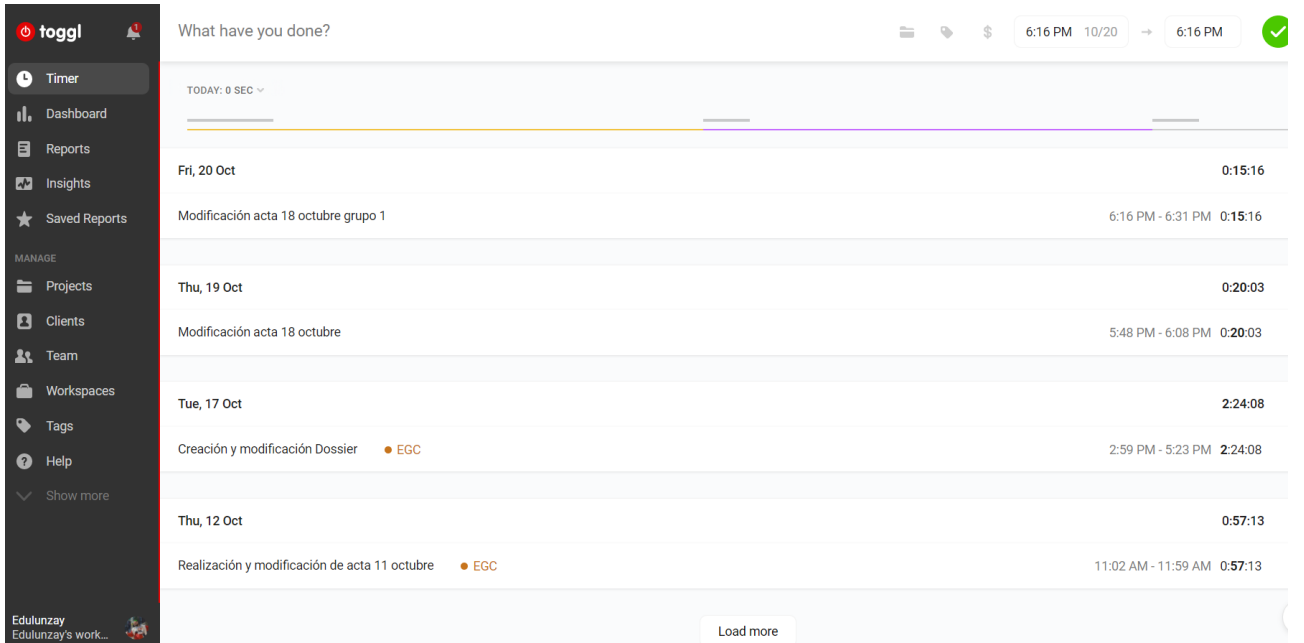 toggl
1
Timer
Dashboard
Reports
Insights
Saved Reports
MANAGE
Projects
Clients
Team
Workspaces
Tags
Help
Show more
Edulunzay
Edulunzay's work...
What have you done?
$ 6:16 PM 10/20 → 6:16 PM
TODAY: 0 SEC
Fri, 20 Oct 0:15:16
Modificación acta 18 octubre grupo 1 6:16 PM - 6:31 PM 0:15:16
Thu, 19 Oct 0:20:03
Modificación acta 18 octubre 5:48 PM - 6:08 PM 0:20:03
Tue, 17 Oct 2:24:08
Creación y modificación Dossier EGC 2:59 PM - 5:23 PM 2:24:08
Thu, 12 Oct 0:57:13
Realización y modificación de acta 11 octubre EGC 11:02 AM - 11:59 AM 0:57:13
Load more